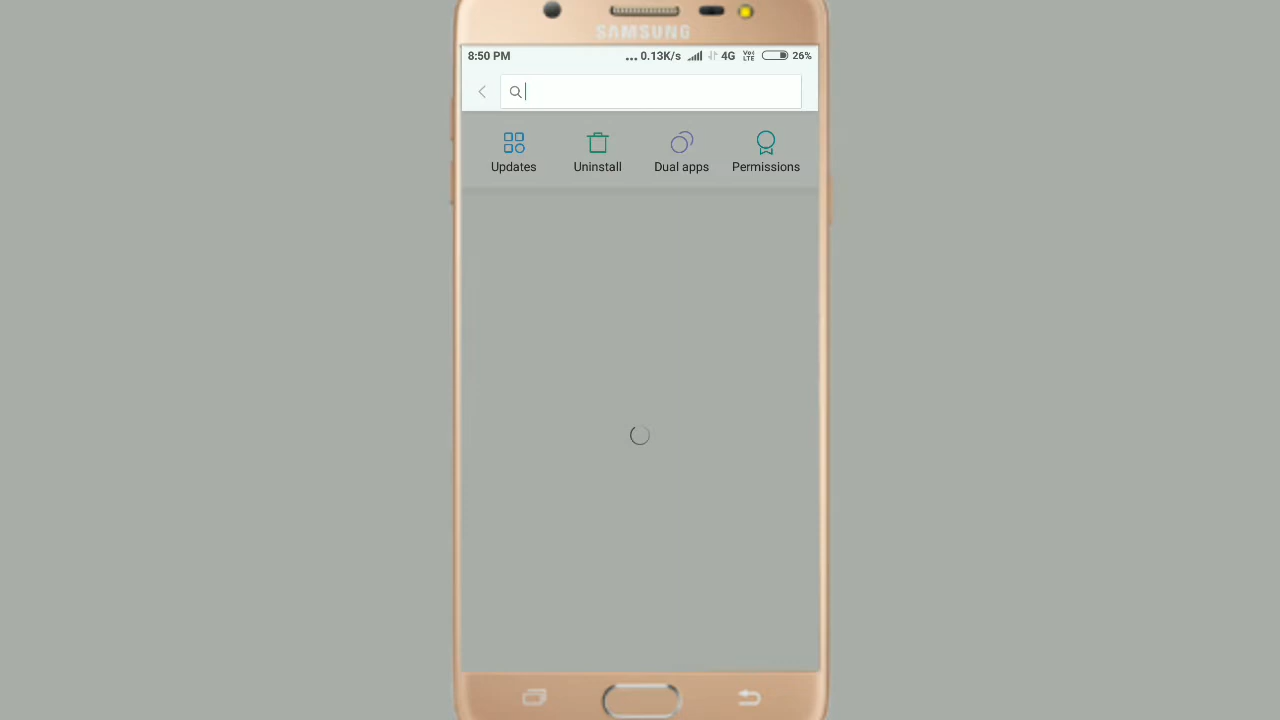 SAMSUNG
8:50 PM ... 0.13K/s 4G Vo LTE 26%
Updates Uninstall Dual apps Permissions